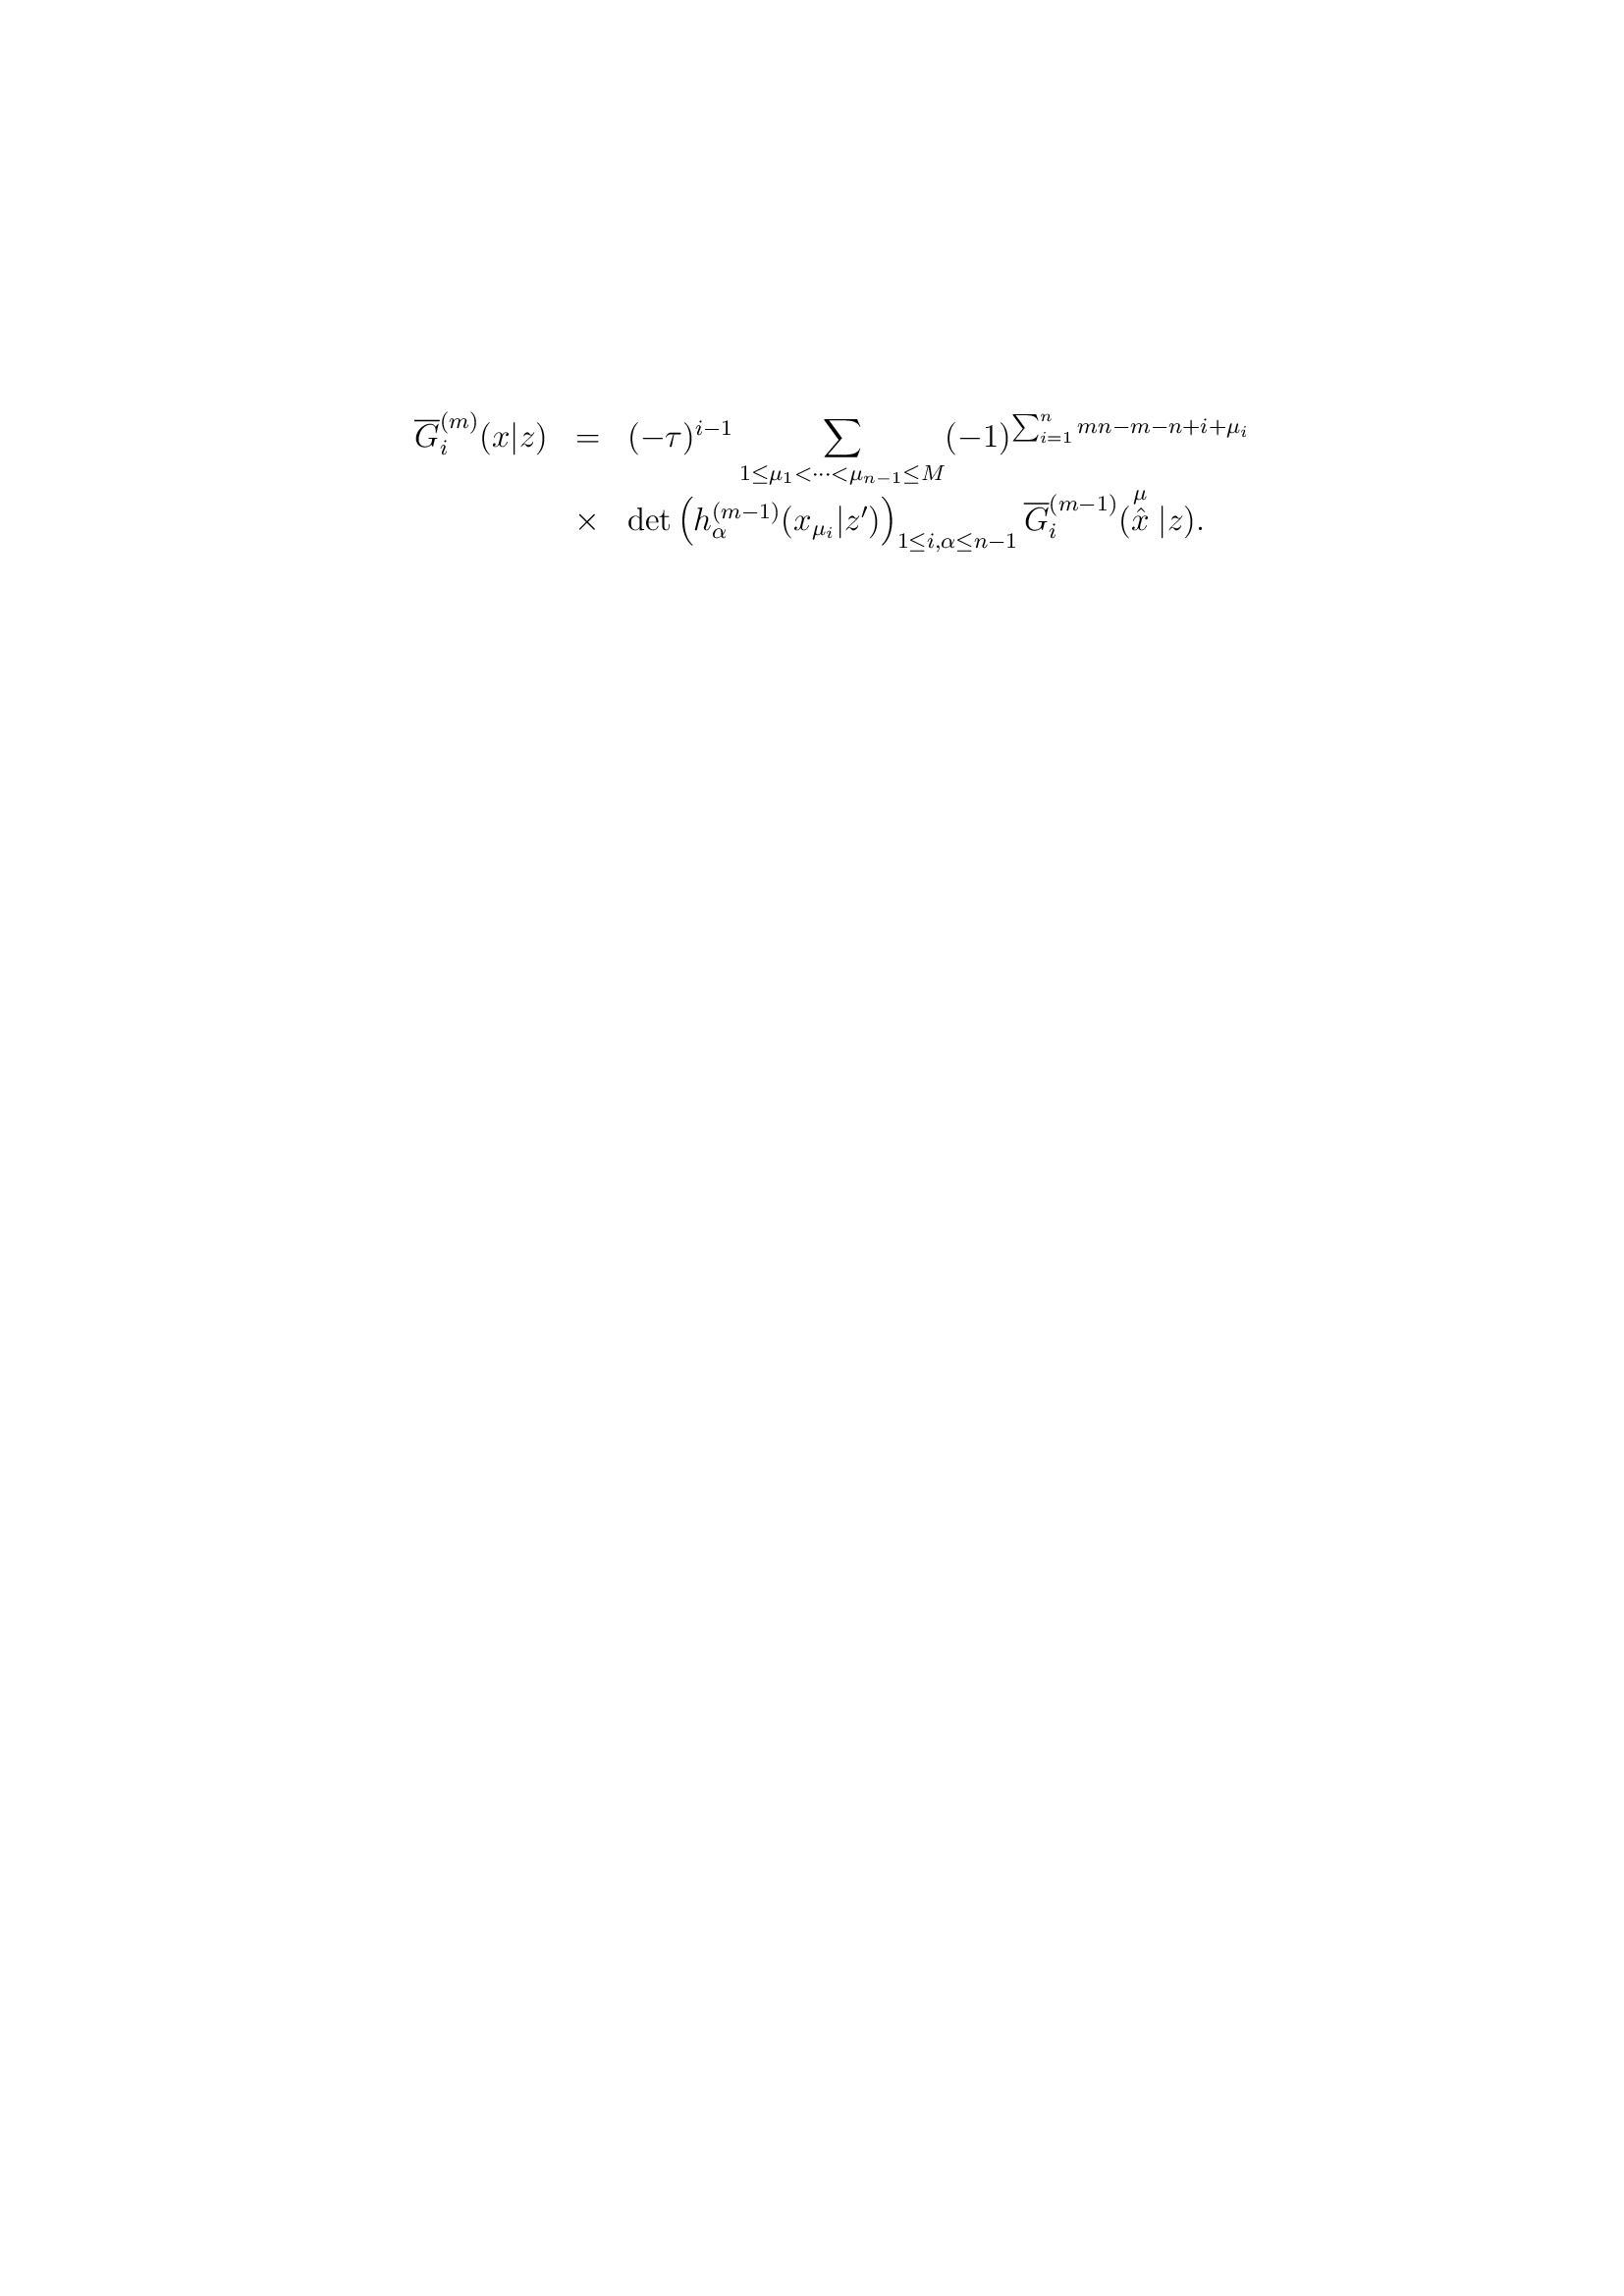 \overline{G}_i^{(m)}(x|z) = (-\tau)^{i-1} \sum_{1\leq\mu_1<\cdots<\mu_{n-1}\leq M} (-1)^{\sum_{i=1}^{n} mn-m-n+i+\mu_i}
\times \det\left(h_\alpha^{(m-1)}(x_{\mu_i}|z')\right)_{1\leq i,\alpha\leq n-1} \overline{G}_i^{(m-1)}(\overset{\mu}{\hat{x}}|z).